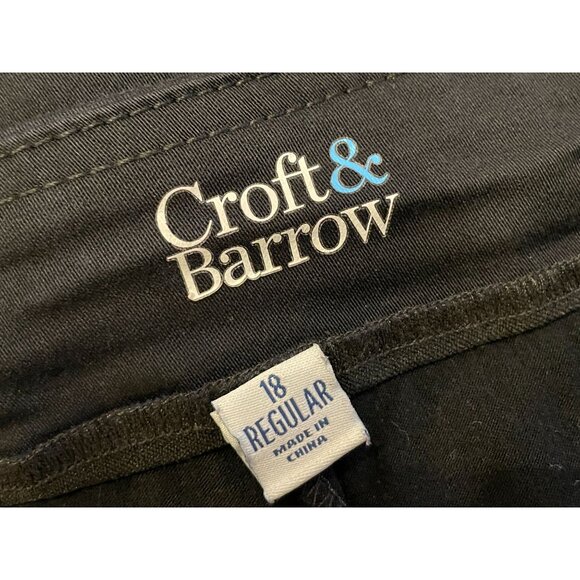 Croft&
Barrow
18
REGULAR
MADE IN
CHINA